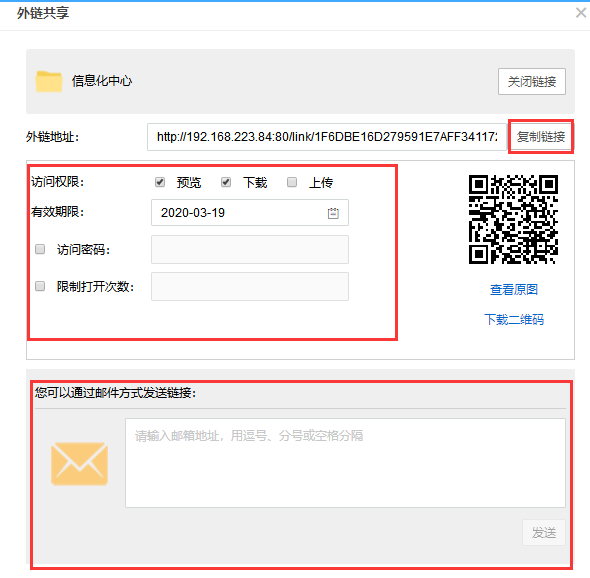 外链共享
信息化中心
关闭链接
外链地址：
http://192.168.223.84:80/link/1F6DBE16D279591E7AFF341172
复制链接
访问权限：
预览 下载 上传
有效期限：
2020-03-19
访问密码：
限制打开次数：
查看原图
下载二维码
您可以通过邮件方式发送链接：
请输入邮箱地址，用逗号、分号或空格分隔
发送